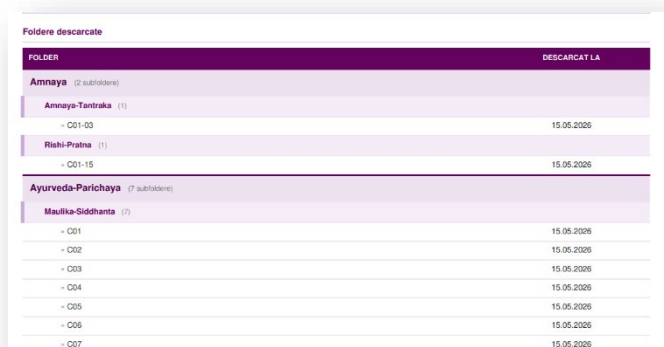 Foldere descarcate
FOLDER DESCARCAT LA
Amnaya (2 subfoldere)
Amnaya-Tantraka (1)
» C01-03 15.05.2026
Rishi-Pratna (1)
» C01-15 15.05.2026
Ayurveda-Parichaya (7 subfoldere)
Maulika-Siddhanta (7)
» C01 15.05.2026
» C02 15.05.2026
» C03 15.05.2026
» C04 15.05.2026
» C05 15.05.2026
» C06 15.05.2026
» C07 15.05.2026